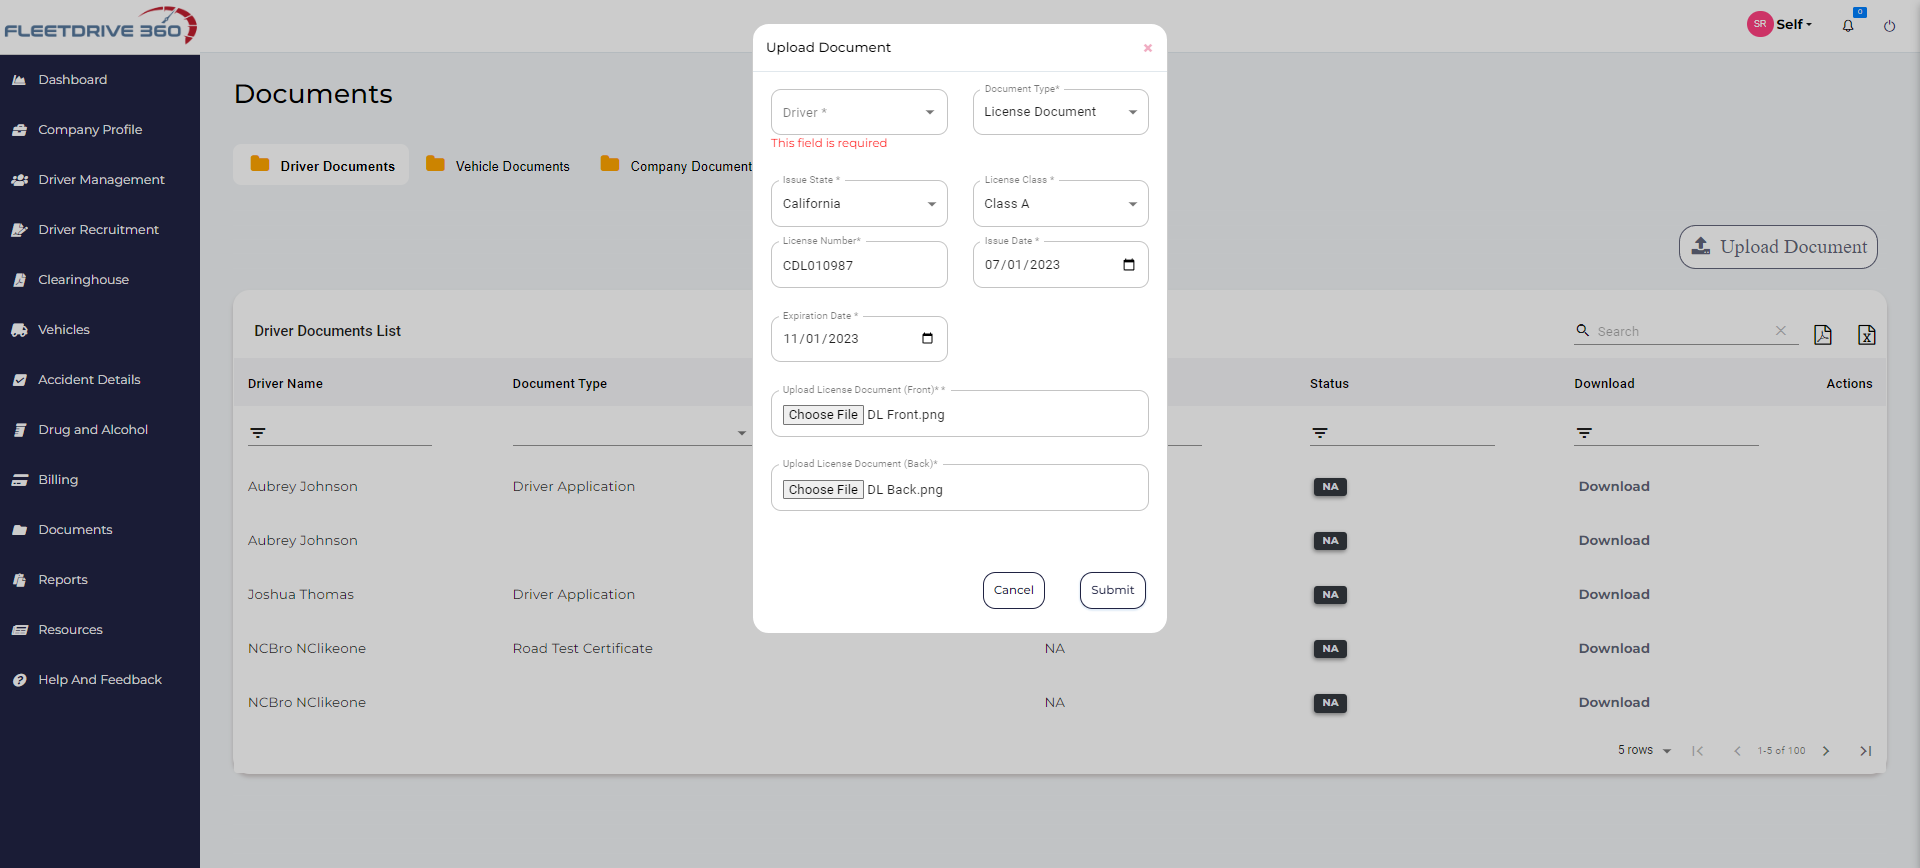 FLEETDRIVE 360
SR Self
0
Dashboard
Company Profile
Driver Management
Driver Recruitment
Clearinghouse
Vehicles
Accident Details
Drug and Alcohol
Billing
Documents
Reports
Resources
Help And Feedback
Documents
Driver Documents
Vehicle Documents
Company Document
Upload Document
Driver Documents List
Search
Driver Name Document Type Status Download Actions
Aubrey Johnson Driver Application NA Download
Aubrey Johnson NA Download
Joshua Thomas Driver Application NA Download
NCBro NClikeone Road Test Certificate NA NA Download
NCBro NClikeone NA NA Download
5 rows 1-5 of 100
Upload Document
Driver *
This field is required
Document Type*
License Document
Issue State *
California
License Class *
Class A
License Number*
CDL010987
Issue Date *
07/01/2023
Expiration Date *
11/01/2023
Upload License Document (Front)* *
Choose File DL Front.png
Upload License Document (Back)*
Choose File DL Back.png
Cancel Submit